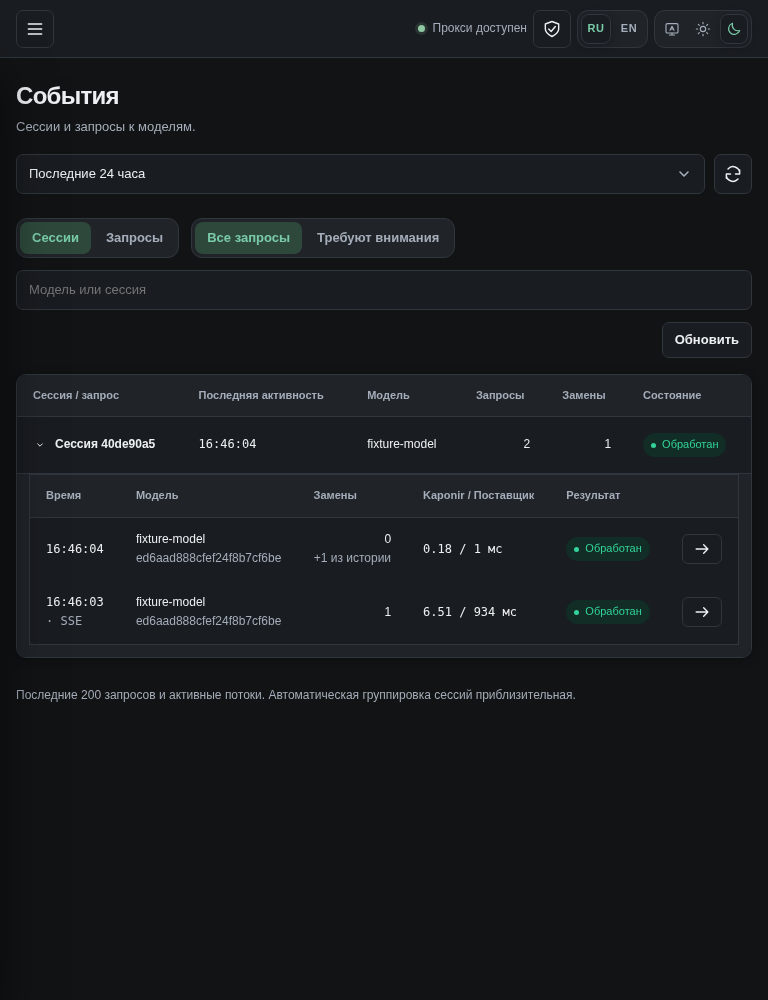 Прокси доступен
RU EN
События
Сессии и запросы к моделям.
Последние 24 часа
Сессии Запросы Все запросы Требуют внимания
Модель или сессия
Обновить
Сессия / запрос Последняя активность Модель Запросы Замены Состояние
Сессия 40de90a5 16:46:04 fixture-model 2 1 Обработан
Время Модель Замены Kaponir / Поставщик Результат
16:46:04 fixture-model 0 0.18 / 1 мс Обработан
ed6aad888cfef24f8b7cf6be +1 из истории
16:46:03 fixture-model 1 6.51 / 934 мс Обработан
· SSE ed6aad888cfef24f8b7cf6be
Последние 200 запросов и активные потоки. Автоматическая группировка сессий приблизительная.